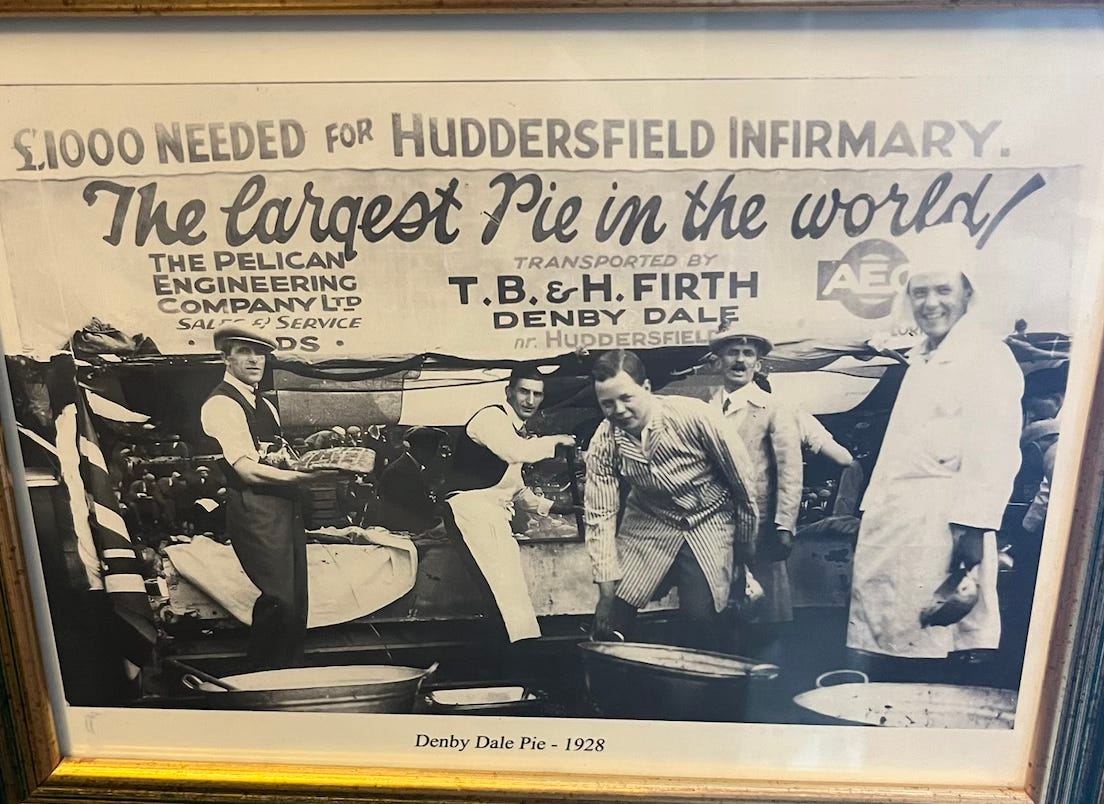 £1000 NEEDED FOR HUDDERSFIELD INFIRMARY.
The largest Pie in the world!
THE PELICAN
ENGINEERING
COMPANY LTD
SALES & SERVICE
TRANSPORTED BY
T.B. & H. FIRTH
DENBY DALE
nr. HUDDERSFIELD
AEC
Denby Dale Pie - 1928